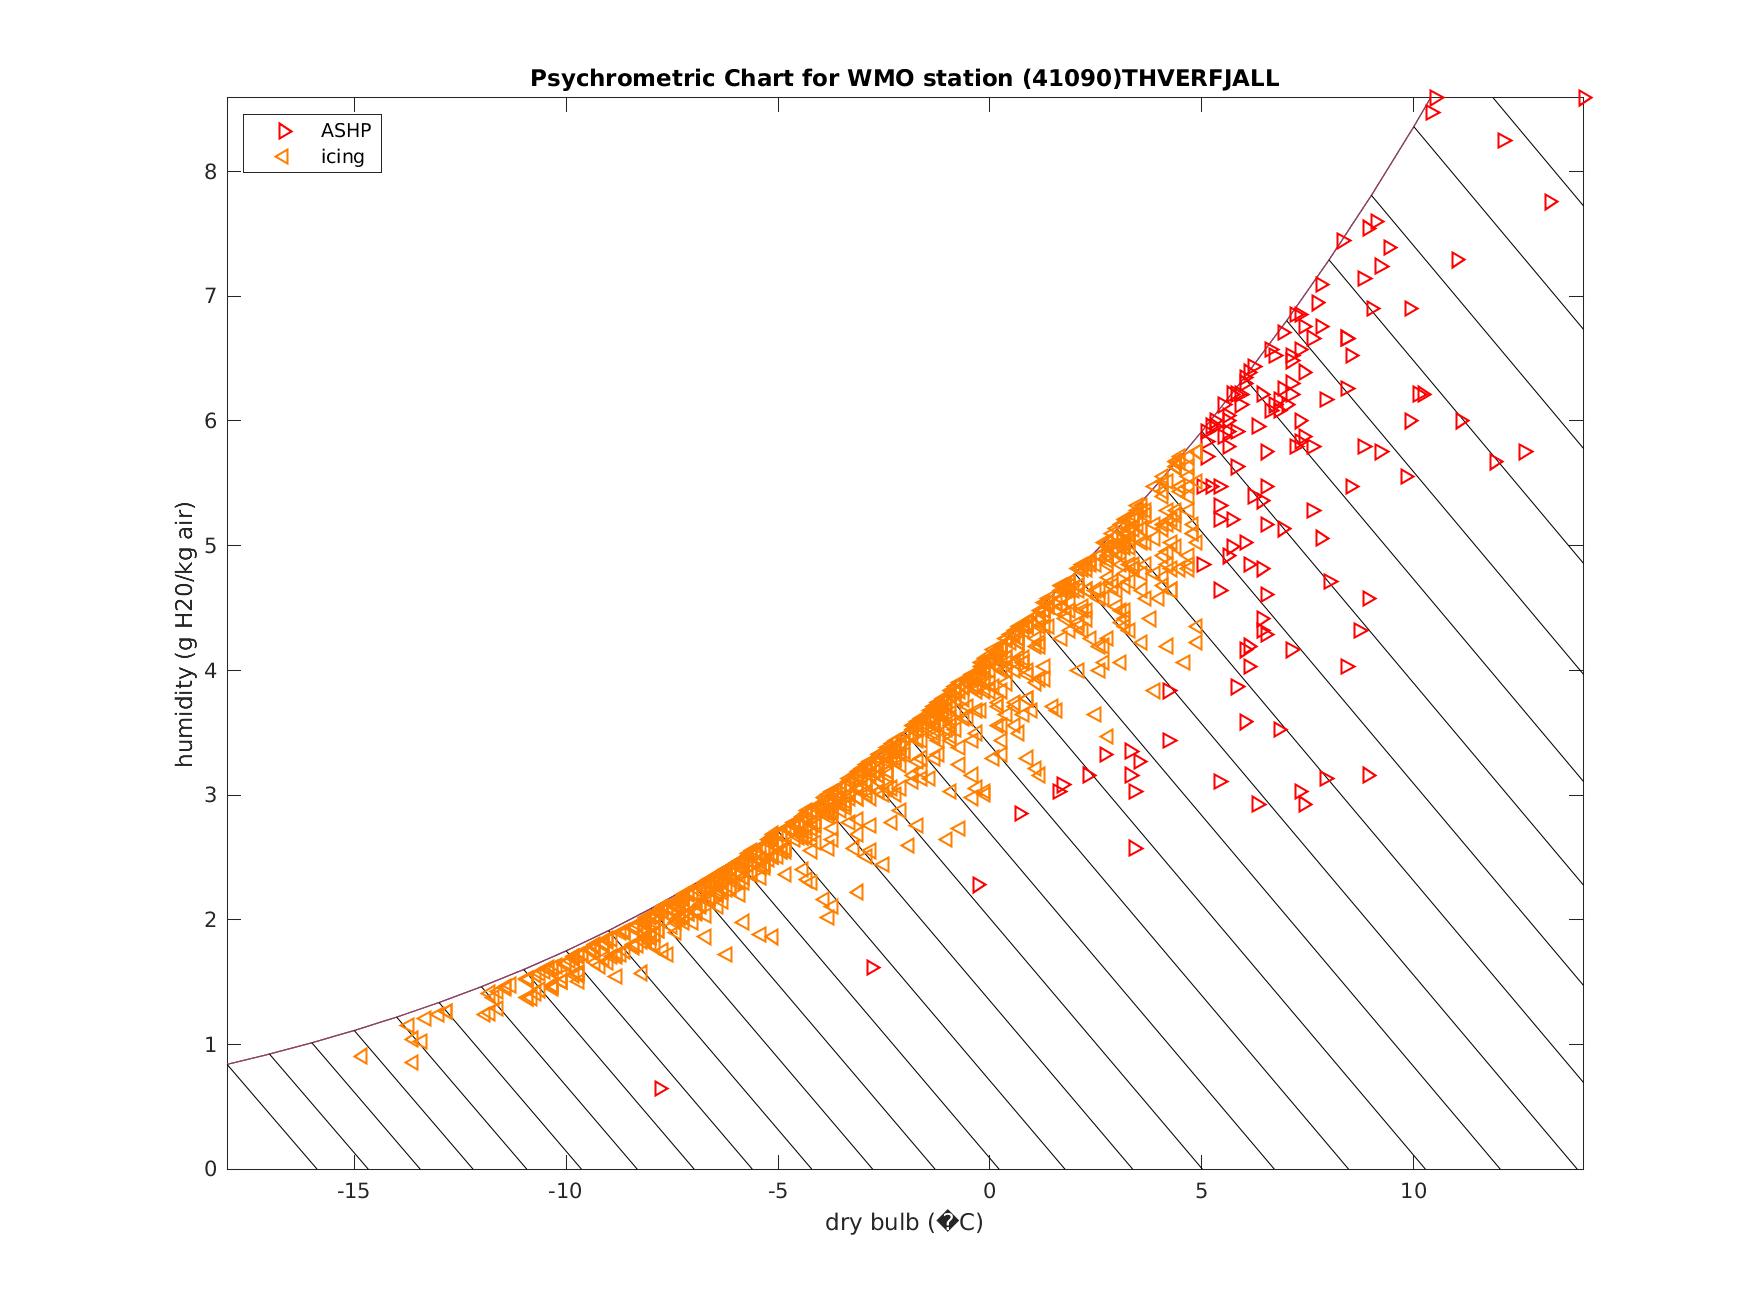 Psychrometric Chart for WMO station (41090)THVERFJALL
ASHP
icing
humidity (g H20/kg air)
8
7
6
5
4
3
2
1
0
-15 -10 -5 0 5 10
dry bulb (�C)